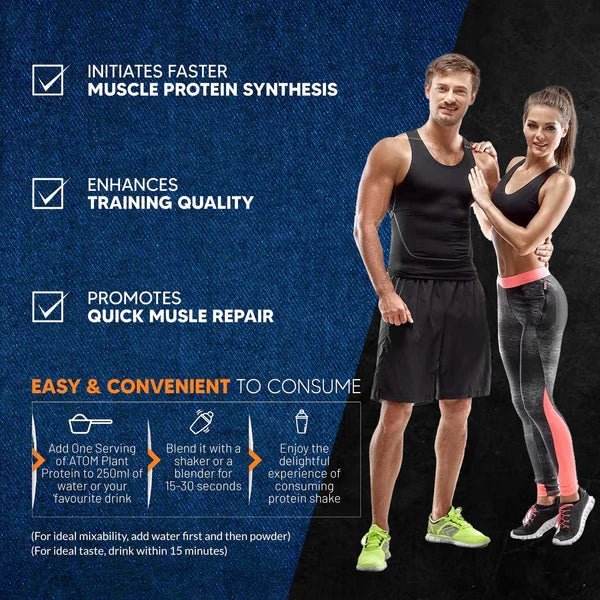 INITIATES FASTER
MUSCLE PROTEIN SYNTHESIS
ENHANCES
TRAINING QUALITY
PROMOTES
QUICK MUSLE REPAIR
EASY & CONVENIENT TO CONSUME
Add One Serving
of ATOM Plant
Protein to 250ml of
water or your
'favourite drink
Blend it with a
shaker or a
blender for
15-30 seconds
Enjoy the
delightful
experience of
consuming
protein shake
(For ideal mixability, add water first and then powder)
(For ideal taste, drink within 15 minutes)